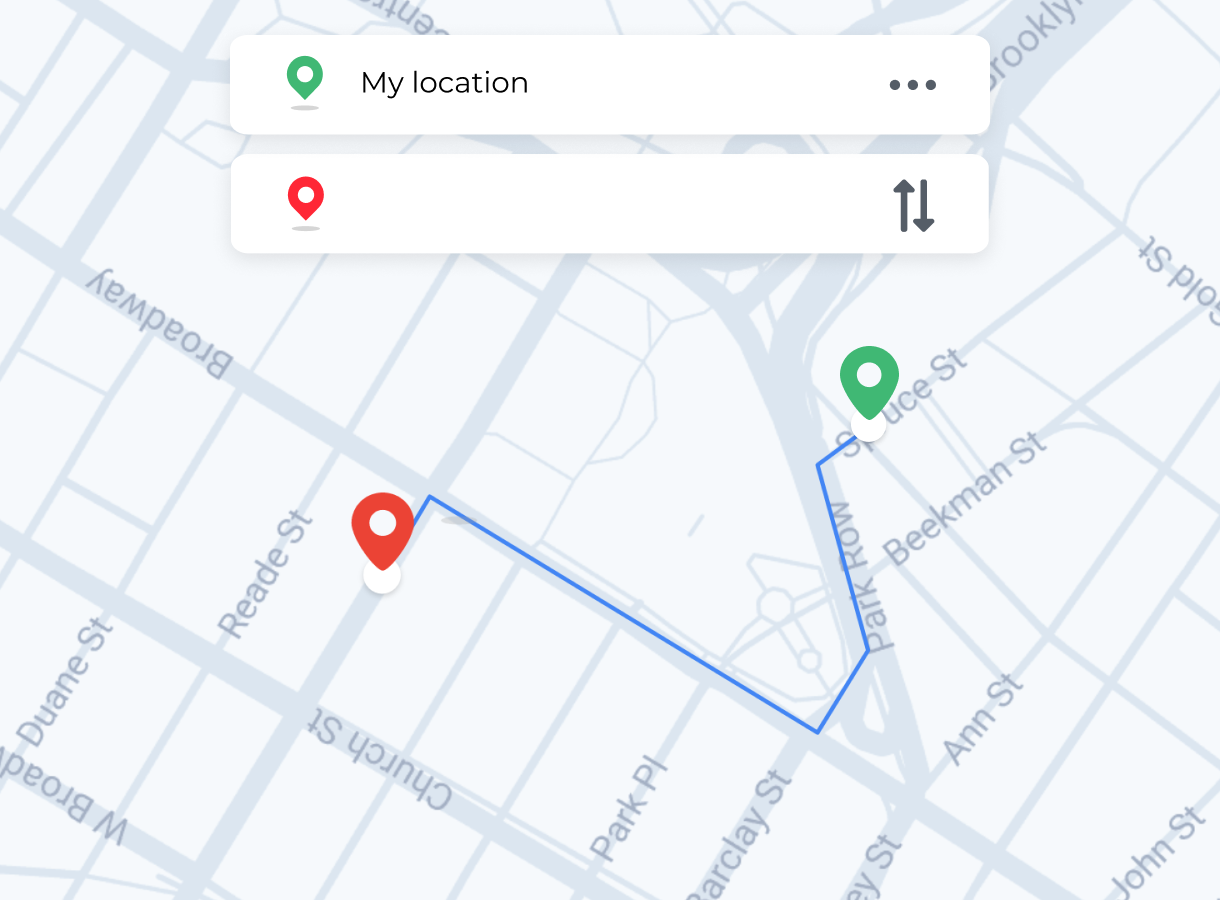 centre
Brooklyn
My location
Gold St
Broadway
Spruce St
Beekman St
Park Row
Reade St
Duane St
Ann St
Church St
W Broadw
Park Pl
Barclay St
ey St
John St